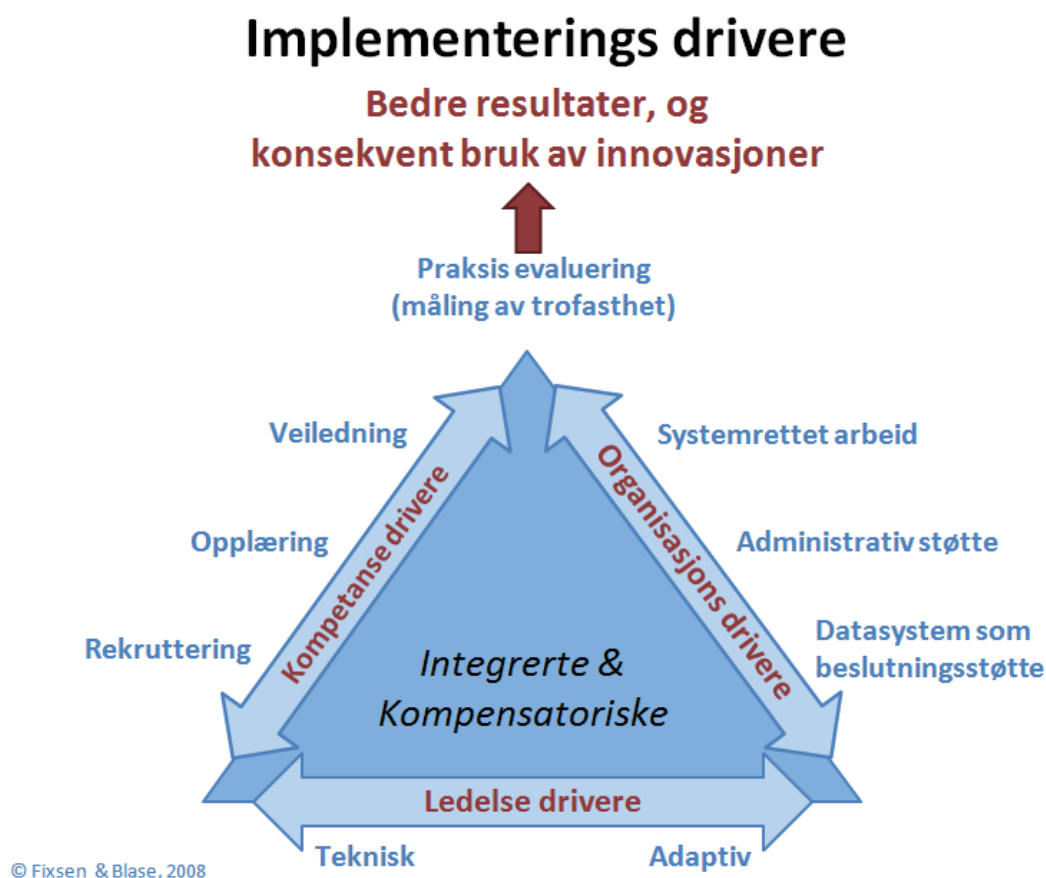 Implementerings drivere
Bedre resultater, og
konsekvent bruk av innovasjoner
Praksis evaluering
(måling av trofasthet)
Veiledning
Opplæring
Rekruttering
Kompetanse drivere
Organisasjons drivere
Systemrettet arbeid
Administrativ støtte
Datasystem som
beslutningsstøtte
Integrerte &
Kompensatoriske
Ledelse drivere
Teknisk
Adaptiv
© Fixsen & Blase, 2008